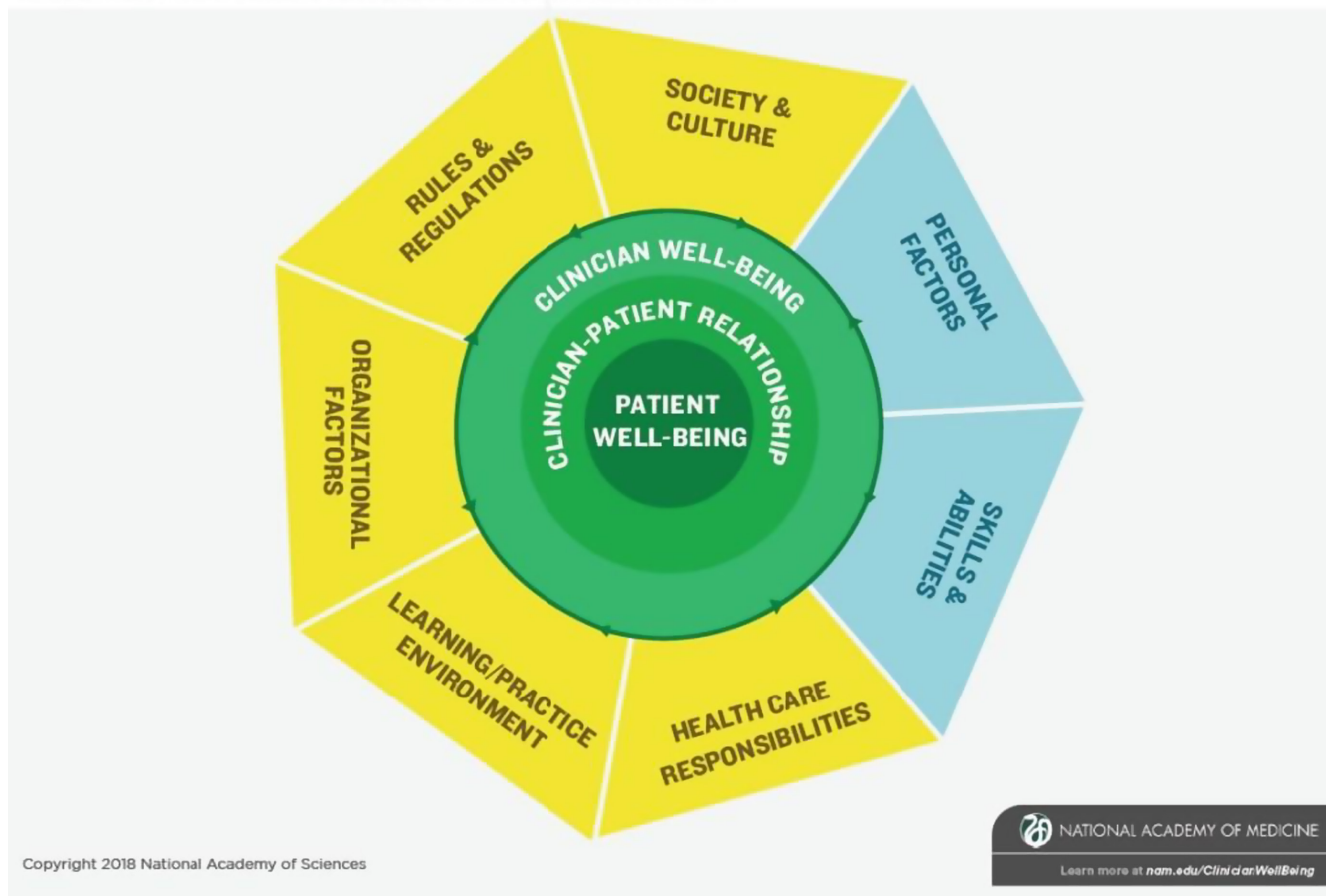 SOCIETY &
CULTURE
RULES &
REGULATIONS
PERSONAL
FACTORS
CLINICIAN WELL-BEING
CLINICIAN-PATIENT RELATIONSHIP
PATIENT
WELL-BEING
ORGANIZATIONAL
FACTORS
SKILLS &
ABILITIES
LEARNING/PRACTICE
ENVIRONMENT
HEALTH CARE
RESPONSIBILITIES
NATIONAL ACADEMY OF MEDICINE
Copyright 2018 National Academy of Sciences
Learn more at nam.edu/ClinicianWellBeing